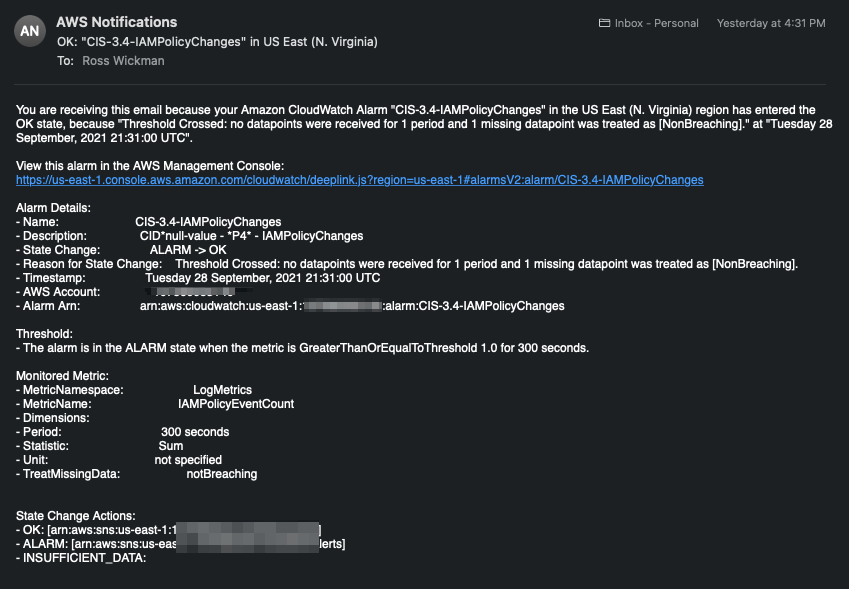 AN
AWS Notifications
Inbox - Personal
Yesterday at 4:31 PM
OK: "CIS-3.4-IAMPolicyChanges" in US East (N. Virginia)
To: Ross Wickman
You are receiving this email because your Amazon CloudWatch Alarm "CIS-3.4-IAMPolicyChanges" in the US East (N. Virginia) region has entered the
OK state, because "Threshold Crossed: no datapoints were received for 1 period and 1 missing datapoint was treated as [NonBreaching]." at "Tuesday 28
September, 2021 21:31:00 UTC".
View this alarm in the AWS Management Console:
https://us-east-1.console.aws.amazon.com/cloudwatch/deeplink.js?region=us-east-1#alarmsV2:alarm/CIS-3.4-IAMPolicyChanges
Alarm Details:
- Name: CIS-3.4-IAMPolicyChanges
- Description: CID*null-value - *P4* - IAMPolicyChanges
- State Change: ALARM -> OK
- Reason for State Change: Threshold Crossed: no datapoints were received for 1 period and 1 missing datapoint was treated as [NonBreaching].
- Timestamp: Tuesday 28 September, 2021 21:31:00 UTC
- AWS Account:
- Alarm Arn: arn:aws:cloudwatch:us-east-1: :alarm:CIS-3.4-IAMPolicyChanges
Threshold:
- The alarm is in the ALARM state when the metric is GreaterThanOrEqualToThreshold 1.0 for 300 seconds.
Monitored Metric:
- MetricNamespace: LogMetrics
- MetricName: IAMPolicyEventCount
- Dimensions:
- Period: 300 seconds
- Statistic: Sum
- Unit: not specified
- TreatMissingData: notBreaching
State Change Actions:
- OK: [arn:aws:sns:us-east-1:1 ]
- ALARM: [arn:aws:sns:us-eas lerts]
- INSUFFICIENT_DATA: